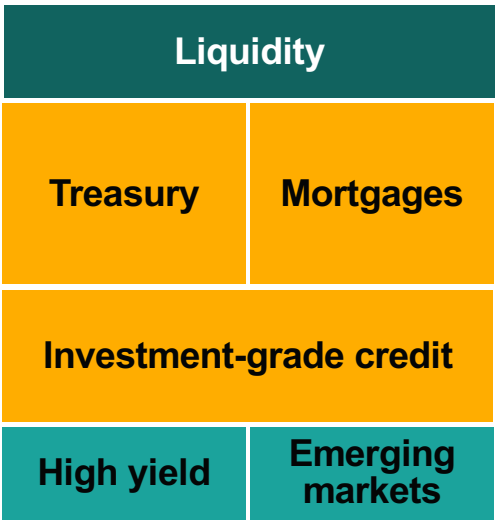 Liquidity
Treasury
Mortgages
Investment-grade credit
High yield
Emerging
markets